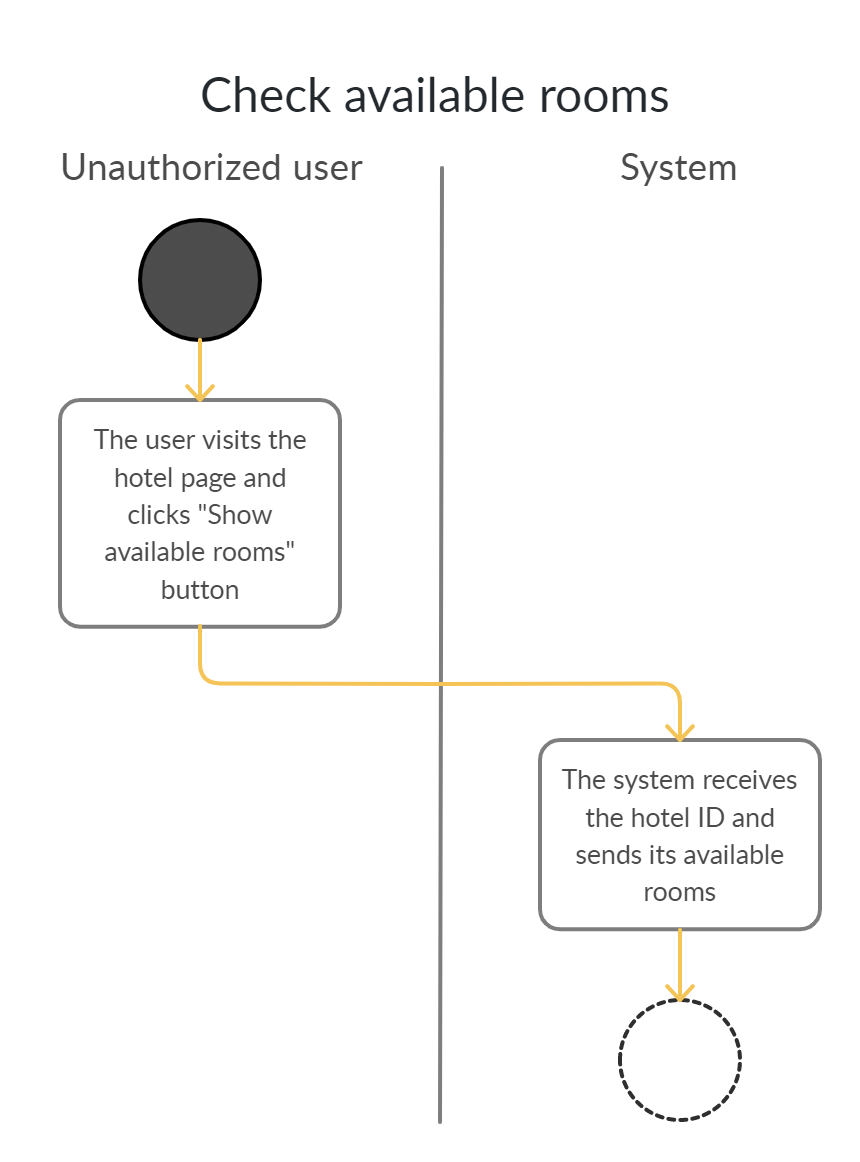 Check available rooms
Unauthorized user
System
The user visits the
hotel page and
clicks "Show
available rooms"
button
The system receives
the hotel ID and
sends its available
rooms